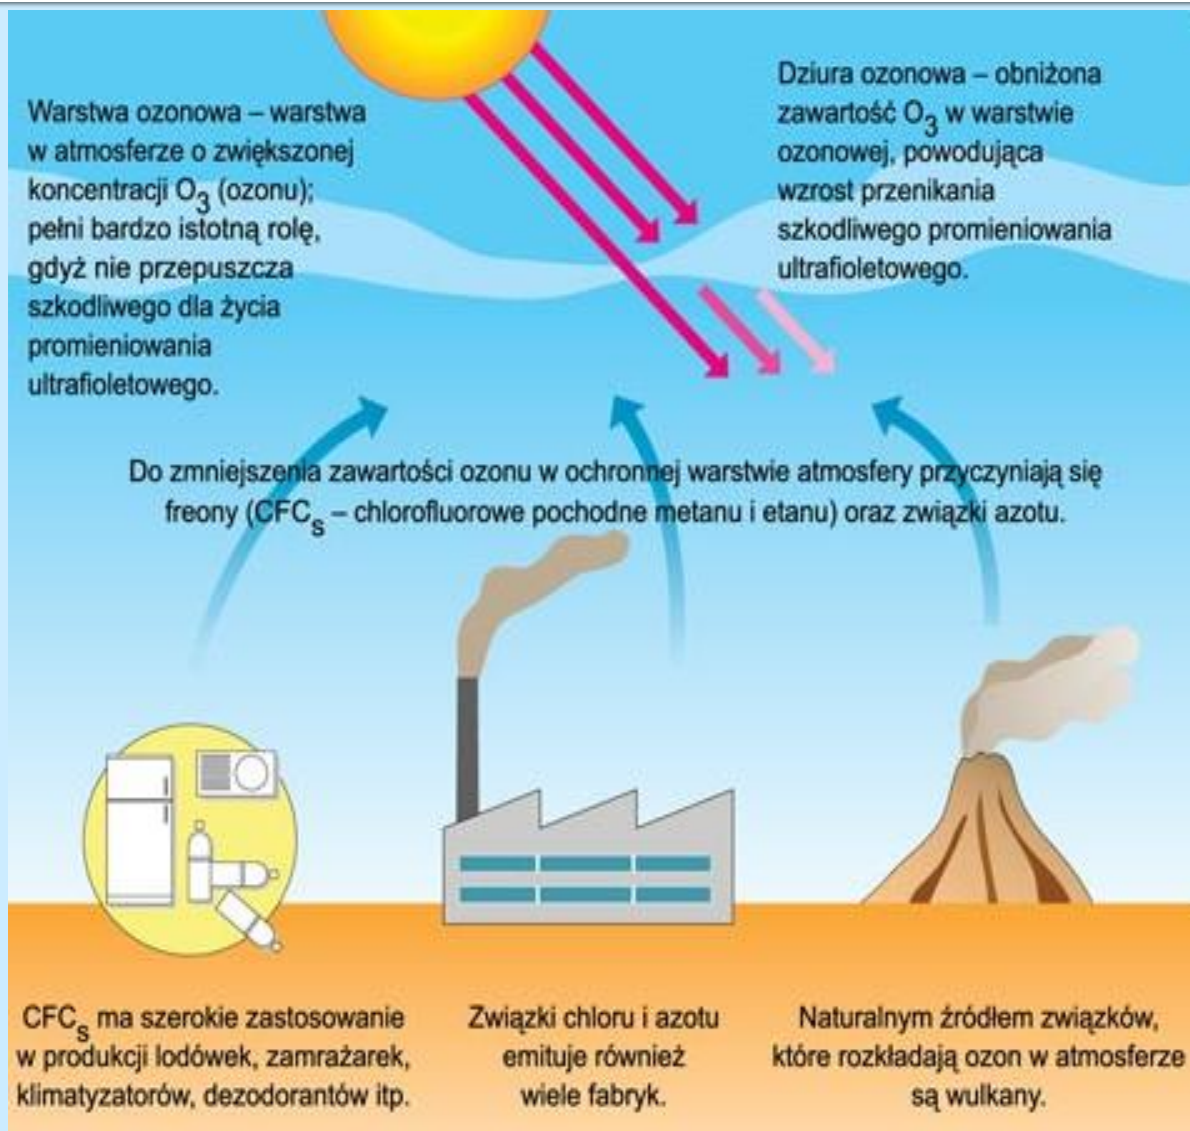 Warstwa ozonowa – warstwa
w atmosferze o zwiększonej
koncentracji O₃ (ozonu);
pełni bardzo istotną rolę,
gdyż nie przepuszcza
szkodliwego dla życia
promieniowania
ultrafioletowego.
Dziura ozonowa – obniżona
zawartość O₃ w warstwie
ozonowej, powodująca
wzrost przenikania
szkodliwego promieniowania
ultrafioletowego.
Do zmniejszenia zawartości ozonu w ochronnej warstwie atmosfery przyczyniają się
freony (CFCₛ – chlorofluorowe pochodne metanu i etanu) oraz związki azotu.
CFCₛ ma szerokie zastosowanie
w produkcji lodówek, zamrażarek,
klimatyzatorów, dezodorantów itp.
Związki chloru i azotu
emituje również
wiele fabryk.
Naturalnym źródłem związków,
które rozkładają ozon w atmosferze
są wulkany.